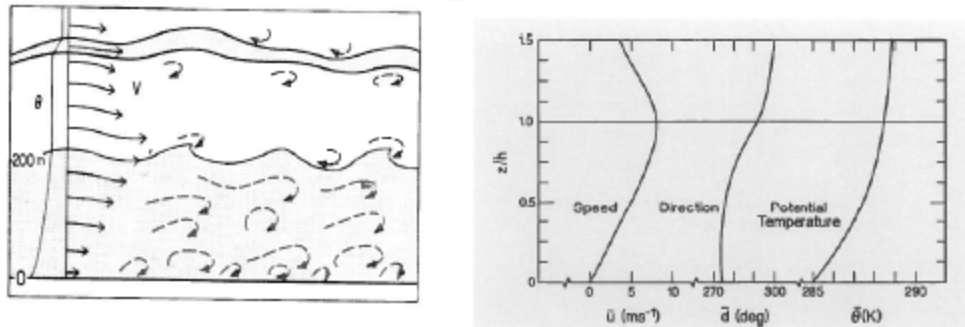 θ
V
200 m
0
1.5
1.0
0.5
z/h
Speed
Direction
Potential
Temperature
0 5 10 270 300 285 290
ū (ms⁻¹) d̄ (deg) θ̄(K)